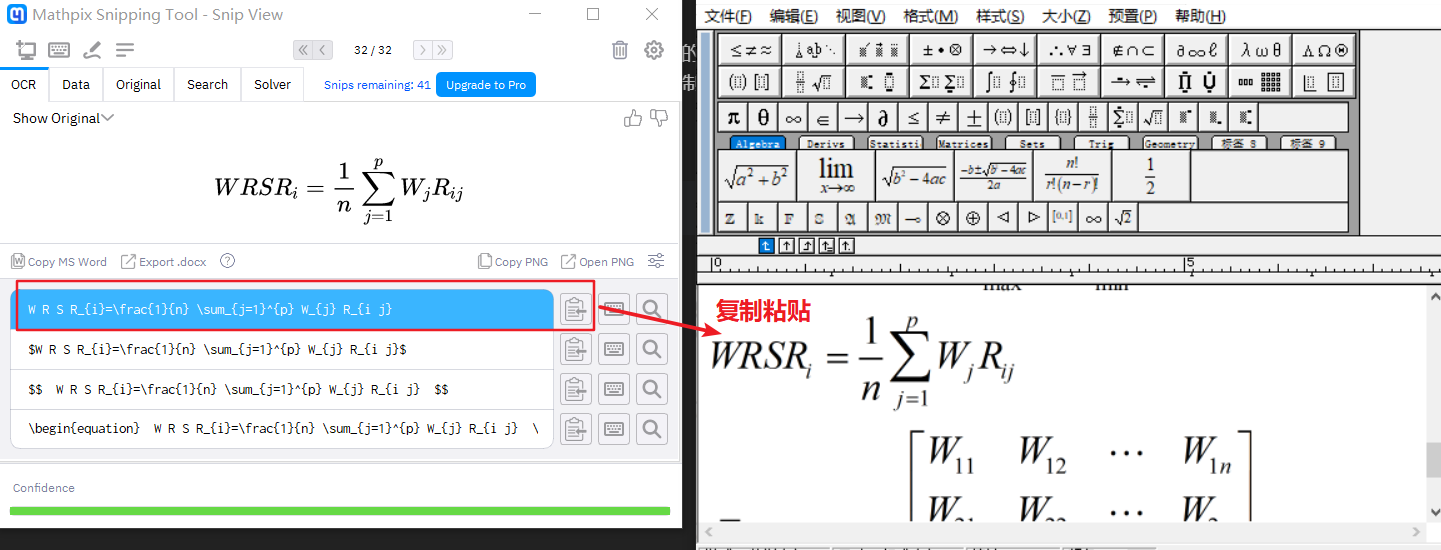 Mathpix Snipping Tool - Snip View
32 / 32
OCR Data Original Search Solver Snips remaining: 41 Upgrade to Pro
Show Original
WRSR_i = \frac{1}{n} \sum_{j=1}^{p} W_j R_{ij}
Copy MS Word Export .docx Copy PNG Open PNG
W R S R_{i}=\frac{1}{n} \sum_{j=1}^{p} W_{j} R_{i j}
$W R S R_{i}=\frac{1}{n} \sum_{j=1}^{p} W_{j} R_{i j}$
$$ W R S R_{i}=\frac{1}{n} \sum_{j=1}^{p} W_{j} R_{i j} $$
\begin{equation} W R S R_{i}=\frac{1}{n} \sum_{j=1}^{p} W_{j} R_{i j} \
Confidence
文件(F) 编辑(E) 视图(V) 格式(M) 样式(S) 大小(Z) 预置(P) 帮助(H)
≤≠≈ ab ±•⊗ →⇔↓ ∴∀∃ ∉∩⊂ ∂∞ℓ λωθ ΛΩΘ
π θ ∞ ∈ → ∂ ≤ ≠ ±
Algebra Derivs Statisti Matrices Sets Trig Geometry 标签 8 标签 9
\sqrt{a^2+b^2} \lim_{x→∞} \sqrt{b^2-4ac} \frac{-b±\sqrt{b^2-4ac}}{2a} \frac{n!}{r!(n-r)!} \frac{1}{2}
ℤ 𝕜 𝔽 ⊸ ⊗ ⊕ ⊲ ⊳ [0,1] ∞ √2
0 5
复制粘贴
WRSR_i = \frac{1}{n} \sum_{j=1}^{p} W_j R_{ij}
W_{11} W_{12} ⋯ W_{1n}